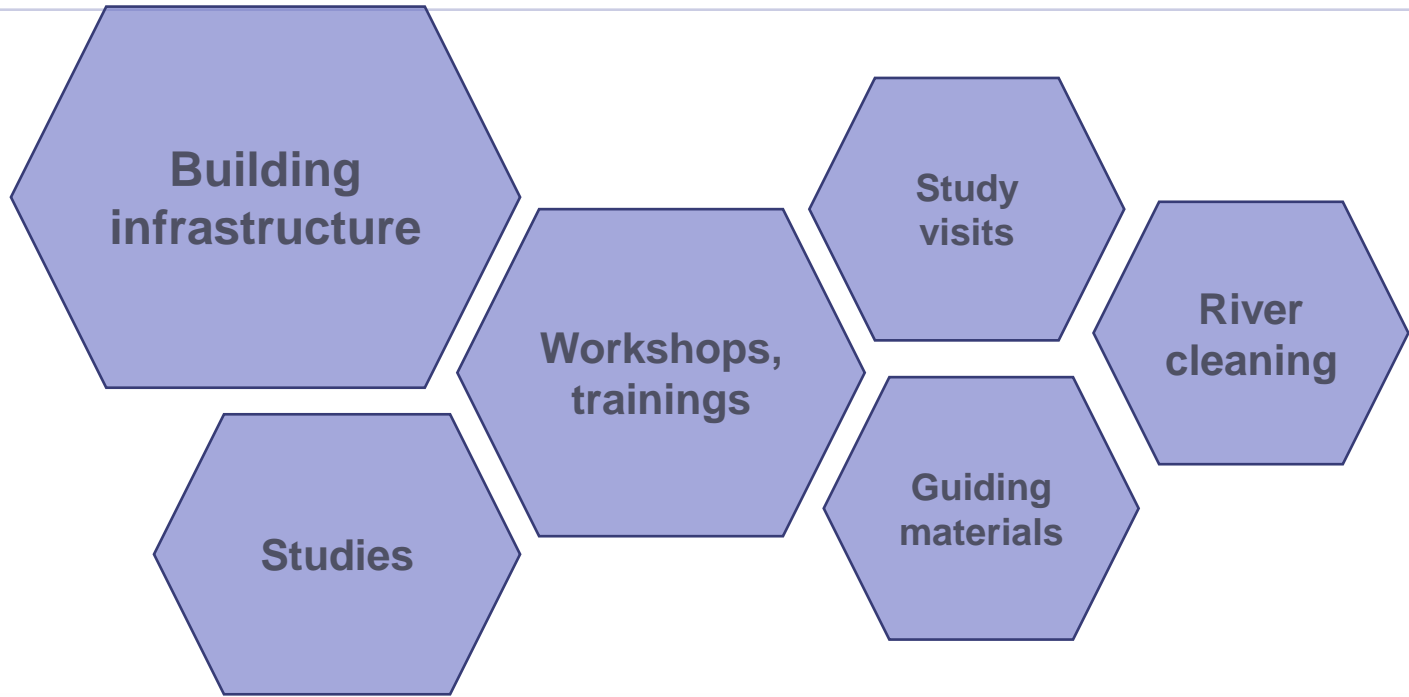 Building
infrastructure
Study
visits
River
cleaning
Workshops,
trainings
Guiding
materials
Studies